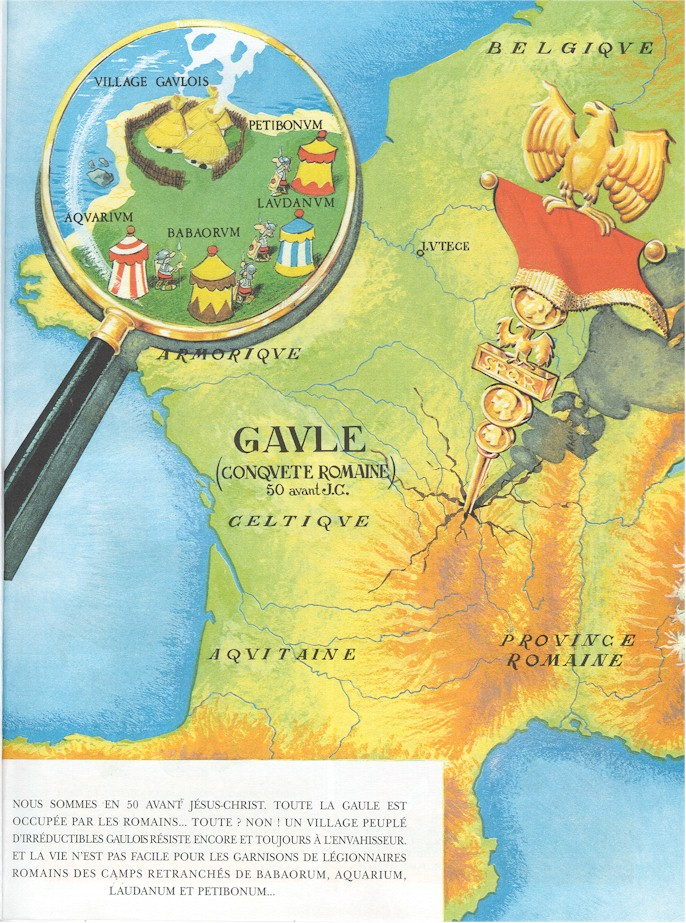 BELGIQVE
VILLAGE GAVLOIS
PETIBONVM
LAVDANVM
AQVARIVM
BABAORVM
LVTECE
ARMORIQVE
SPQR
GAVLE
(CONQVETE ROMAINE)
50 avant J.C.
CELTIQVE
AQVITAINE
PROVINCE
ROMAINE
NOUS SOMMES EN 50 AVANT JÉSUS-CHRIST. TOUTE LA GAULE EST
OCCUPÉE PAR LES ROMAINS... TOUTE ? NON ! UN VILLAGE PEUPLÉ
D'IRRÉDUCTIBLES GAULOIS RÉSISTE ENCORE ET TOUJOURS À L'ENVAHISSEUR.
ET LA VIE N'EST PAS FACILE POUR LES GARNISONS DE LÉGIONNAIRES
ROMAINS DES CAMPS RETRANCHÉS DE BABAORUM, AQUARIUM,
LAUDANUM ET PETIBONUM...